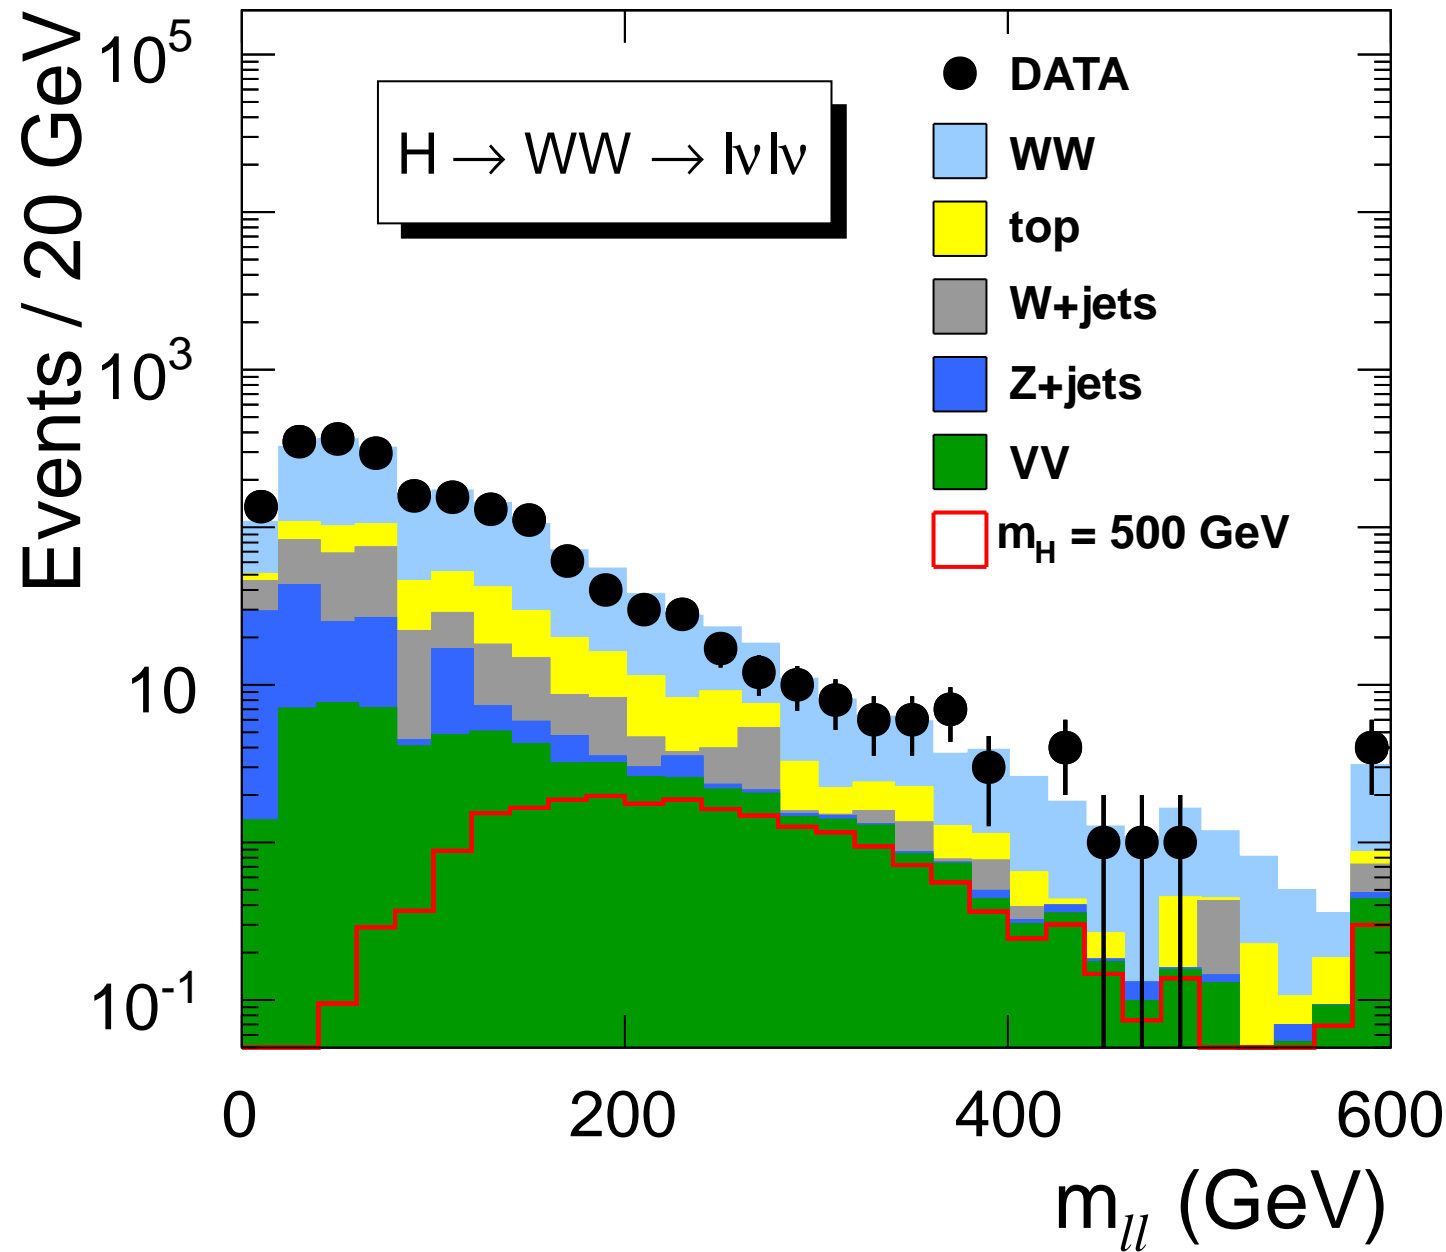 Events / 20 GeV
10^5
10^3
10
10^-1
H → WW → lνlν
DATA
WW
top
W+jets
Z+jets
VV
m_H = 500 GeV
0 200 400 600
m_ℓℓ (GeV)